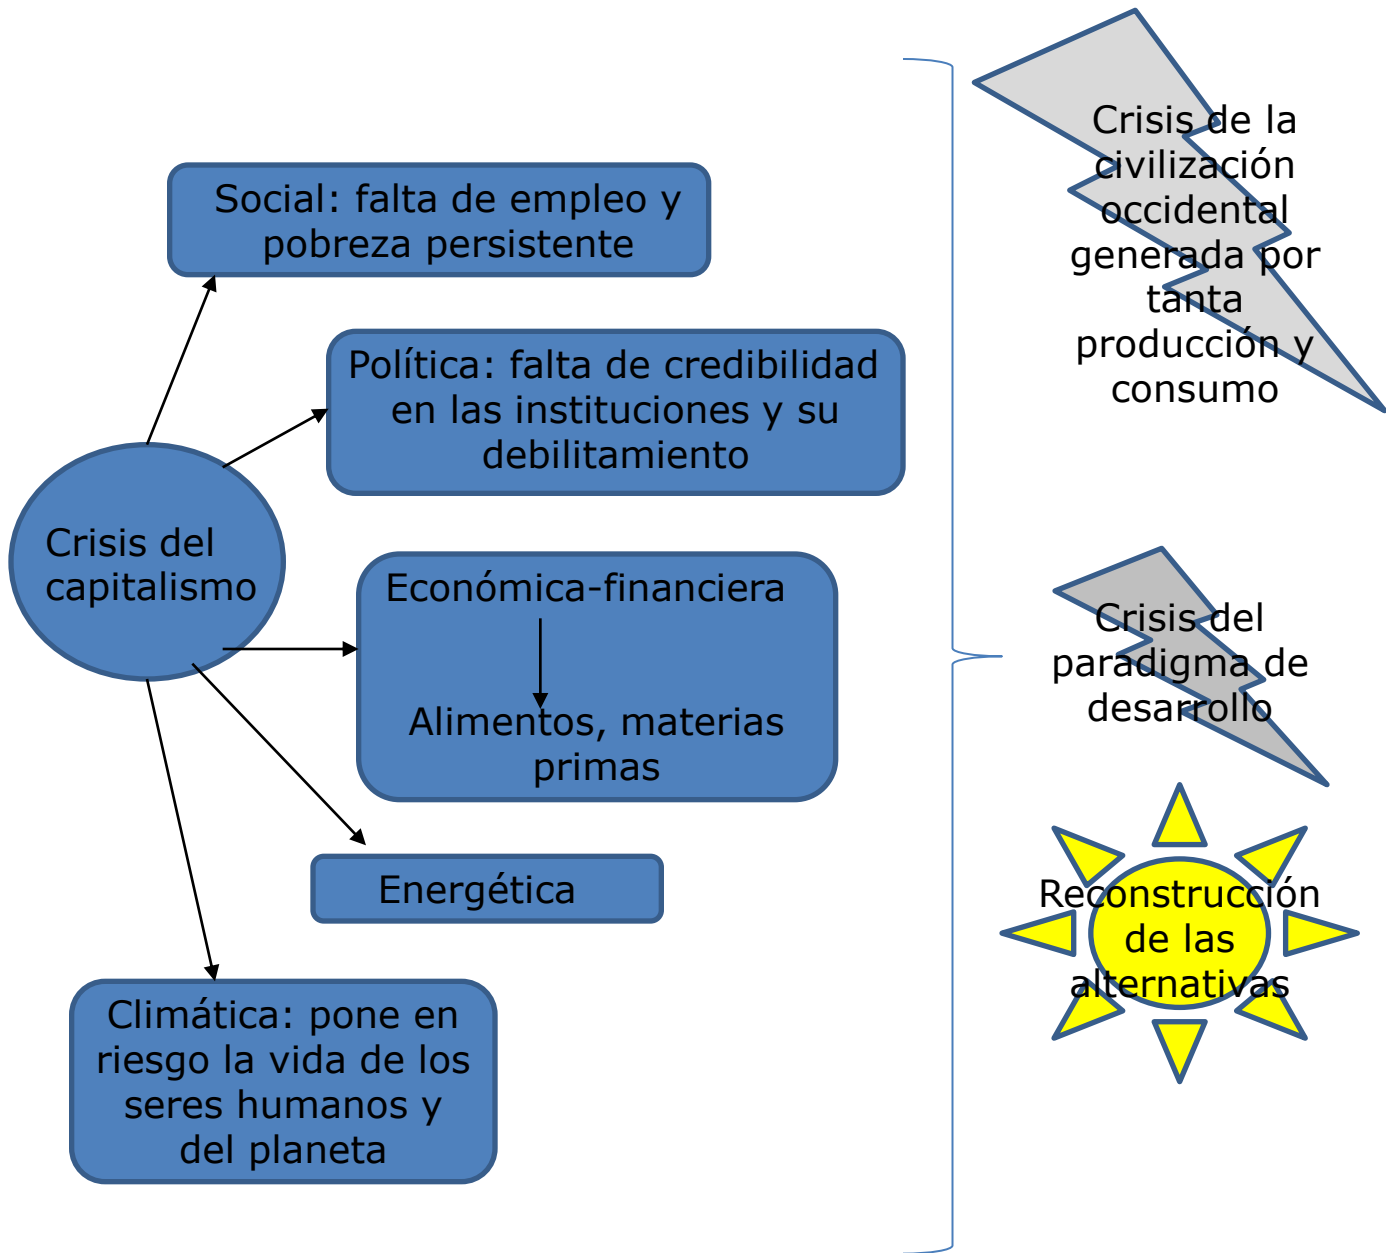 Social: falta de empleo y
pobreza persistente
Política: falta de credibilidad
en las instituciones y su
debilitamiento
Crisis del
capitalismo
Económica-financiera
Alimentos, materias
primas
Energética
Climática: pone en
riesgo la vida de los
seres humanos y
del planeta
Crisis de la
civilización
occidental
generada por
tanta
producción y
consumo
Crisis del
paradigma de
desarrollo
Reconstrucción
de las
alternativas